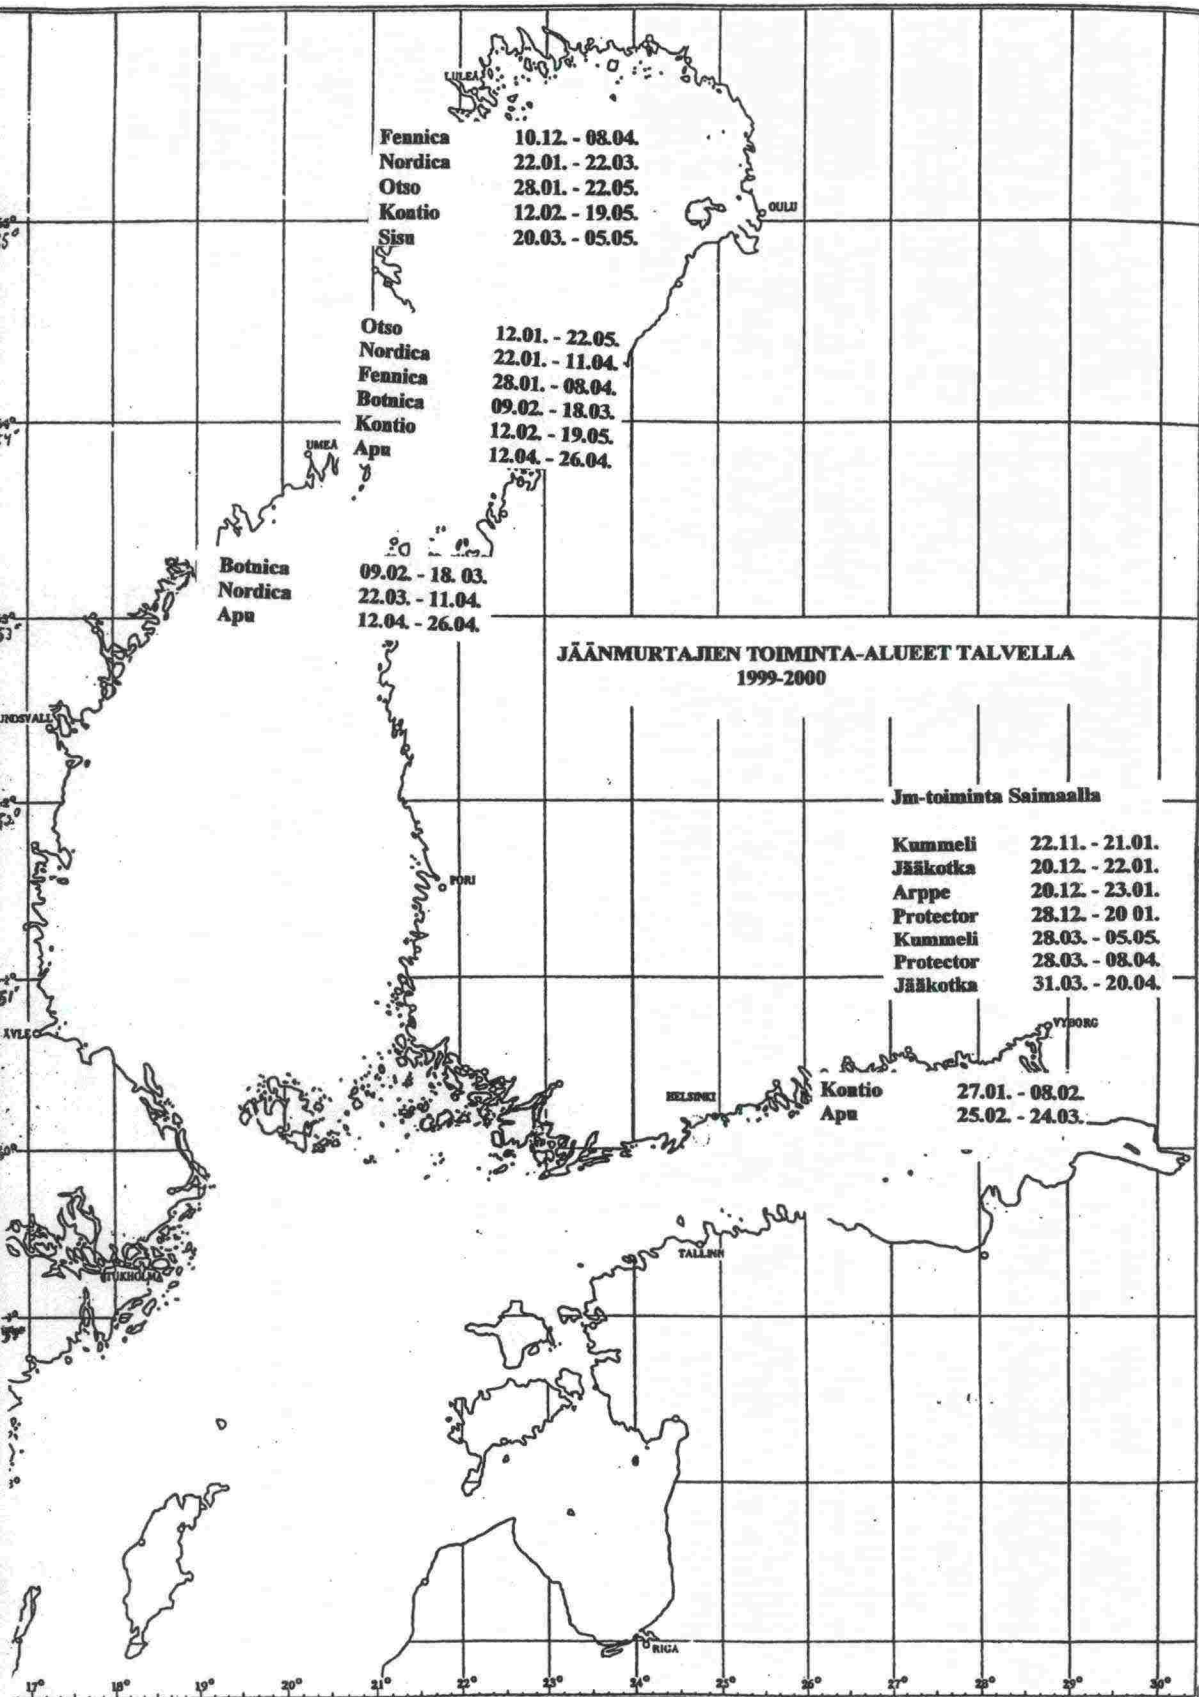 LULEÅ
Fennica 10.12. - 08.04.
Nordica 22.01. - 22.03.
Otso 28.01. - 22.05.
Kontio 12.02. - 19.05.
Sisu 20.03. - 05.05.
OULU
Otso 12.01. - 22.05.
Nordica 22.01. - 11.04.
Fennica 28.01. - 08.04.
Botnica 09.02. - 18.03.
Kontio 12.02. - 19.05.
Apu 12.04. - 26.04.
UMEÅ
Botnica 09.02. - 18. 03.
Nordica 22.03. - 11.04.
Apu 12.04. - 26.04.
JÄÄNMURTAJIEN TOIMINTA-ALUEET TALVELLA
1999-2000
UNDSVALL
Jm-toiminta Saimaalla
Kummeli 22.11. - 21.01.
Jääkotka 20.12. - 22.01.
Arppe 20.12. - 23.01.
Protector 28.12. - 20 01.
Kummeli 28.03. - 05.05.
Protector 28.03. - 08.04.
Jääkotka 31.03. - 20.04.
PORI
ÄVLE
VYBORG
HELSINKI
Kontio 27.01. - 08.02.
Apu 25.02. - 24.03.
TALLINN
TUKHOLMA
RIGA
17° 18° 19° 20° 21° 22° 23° 24° 25° 26° 27° 28° 29° 30°